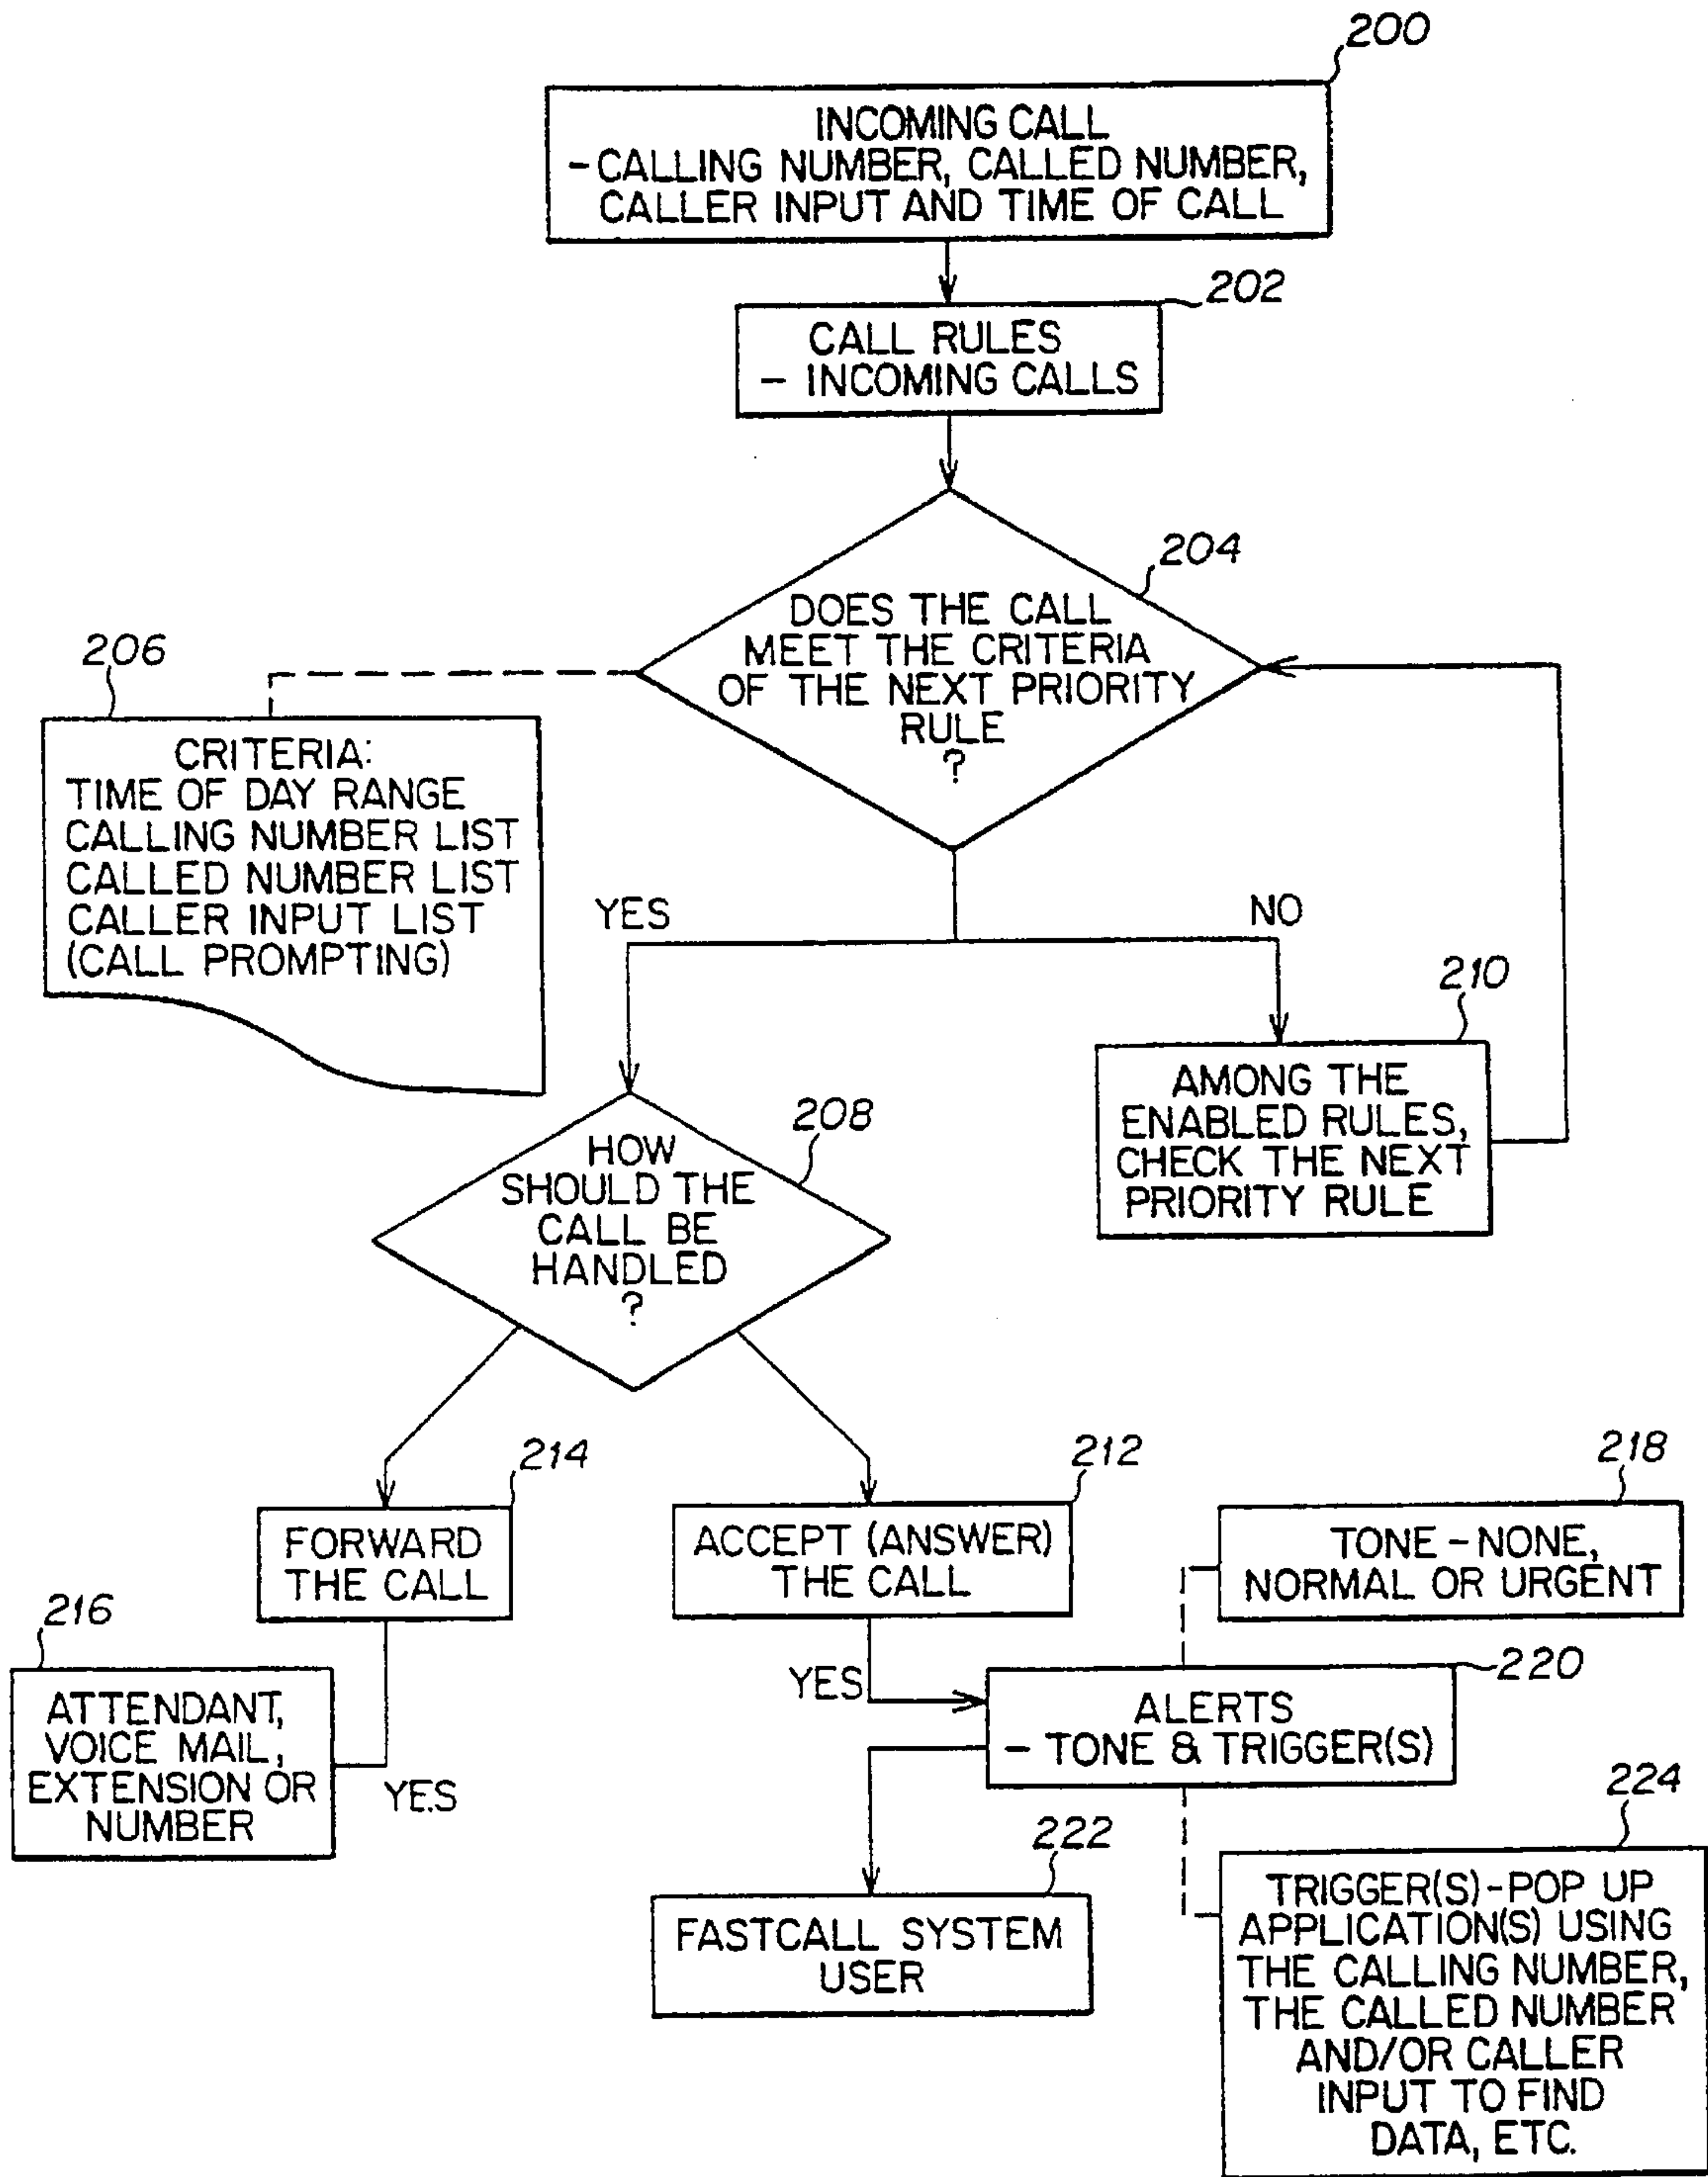 200
INCOMING CALL
- CALLING NUMBER, CALLED NUMBER,
CALLER INPUT AND TIME OF CALL
202
CALL RULES
- INCOMING CALLS
204
DOES THE CALL
MEET THE CRITERIA
OF THE NEXT PRIORITY
RULE
?
206
CRITERIA:
TIME OF DAY RANGE
CALLING NUMBER LIST
CALLED NUMBER LIST
CALLER INPUT LIST
(CALL PROMPTING)
YES
NO
210
AMONG THE
ENABLED RULES,
CHECK THE NEXT
PRIORITY RULE
208
HOW
SHOULD THE
CALL BE
HANDLED
?
214
FORWARD
THE CALL
212
ACCEPT (ANSWER)
THE CALL
218
TONE - NONE,
NORMAL OR URGENT
216
ATTENDANT,
VOICE MAIL,
EXTENSION OR
NUMBER
YES
YES
220
ALERTS
- TONE & TRIGGER(S)
222
FASTCALL SYSTEM
USER
224
TRIGGER(S)-POP UP
APPLICATION(S) USING
THE CALLING NUMBER,
THE CALLED NUMBER
AND/OR CALLER
INPUT TO FIND
DATA, ETC.